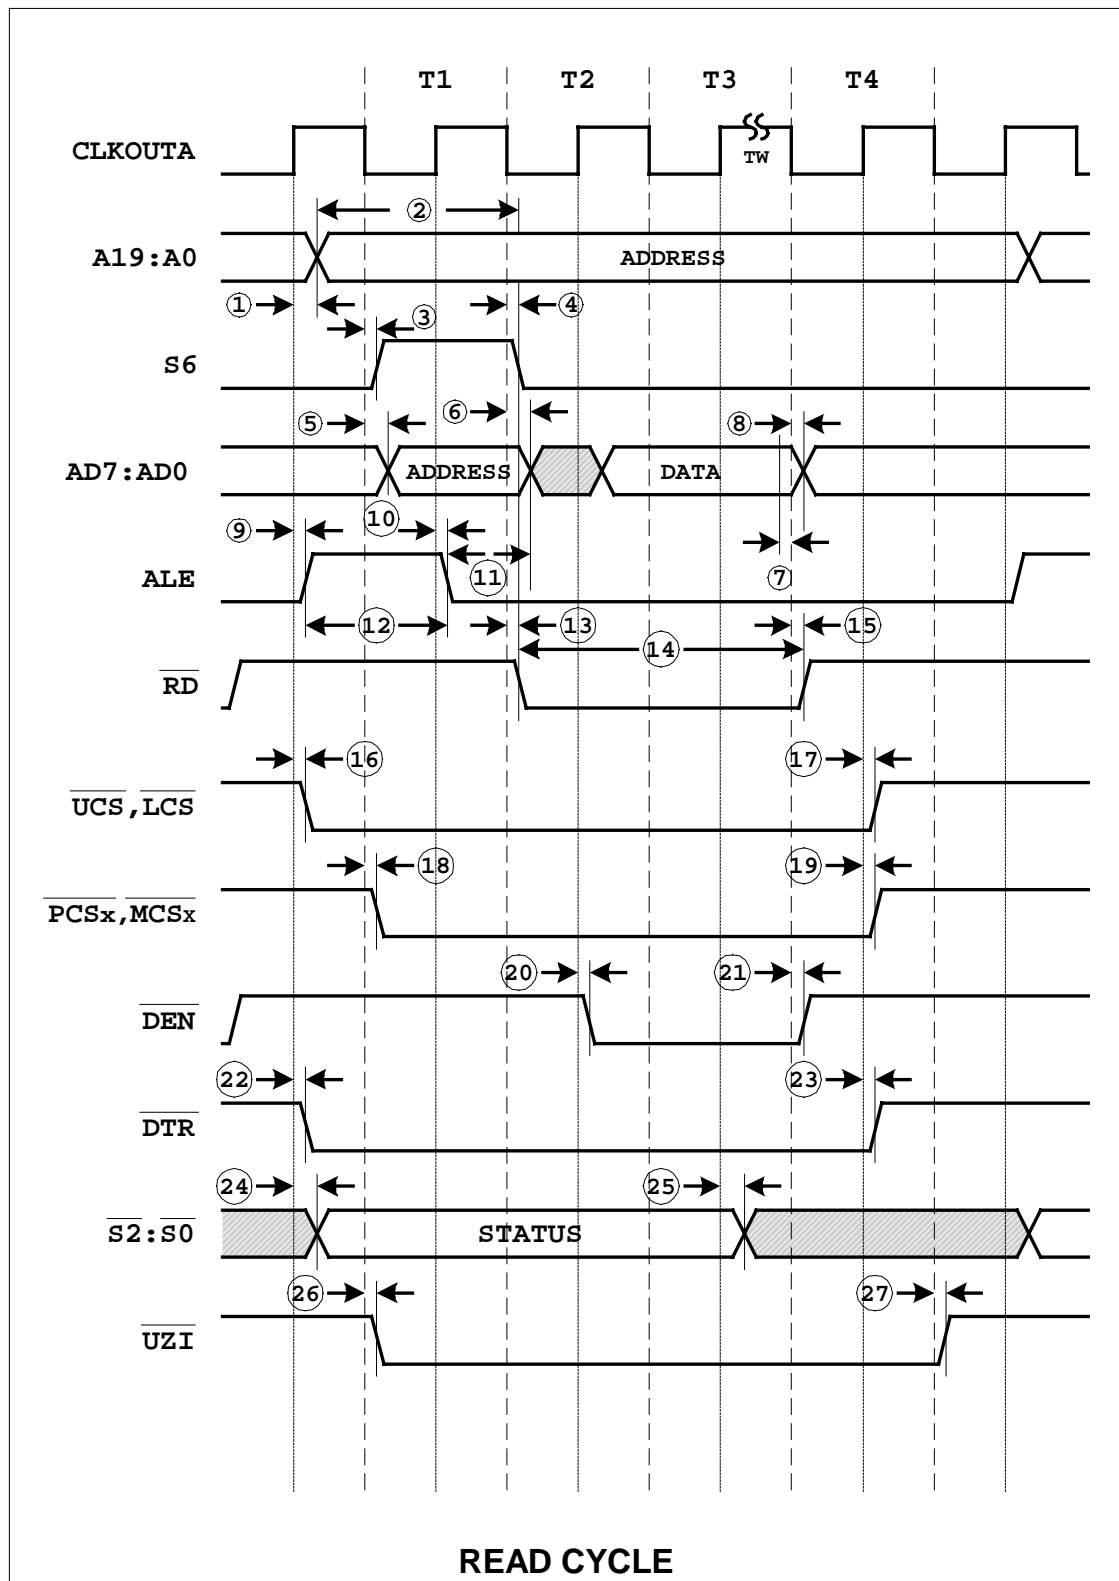 T1 T2 T3 T4
CLKOUTA
TW
2
A19:A0 ADDRESS
1 3 4
S6
5 6 8
AD7:AD0 ADDRESS DATA
9 10
ALE 11 7
12 13 15
14
RD
16 17
UCS,LCS
18 19
PCSx,MCSx
20 21
DEN
22 23
DTR
24 25
S2:S0 STATUS
26 27
UZI
READ CYCLE